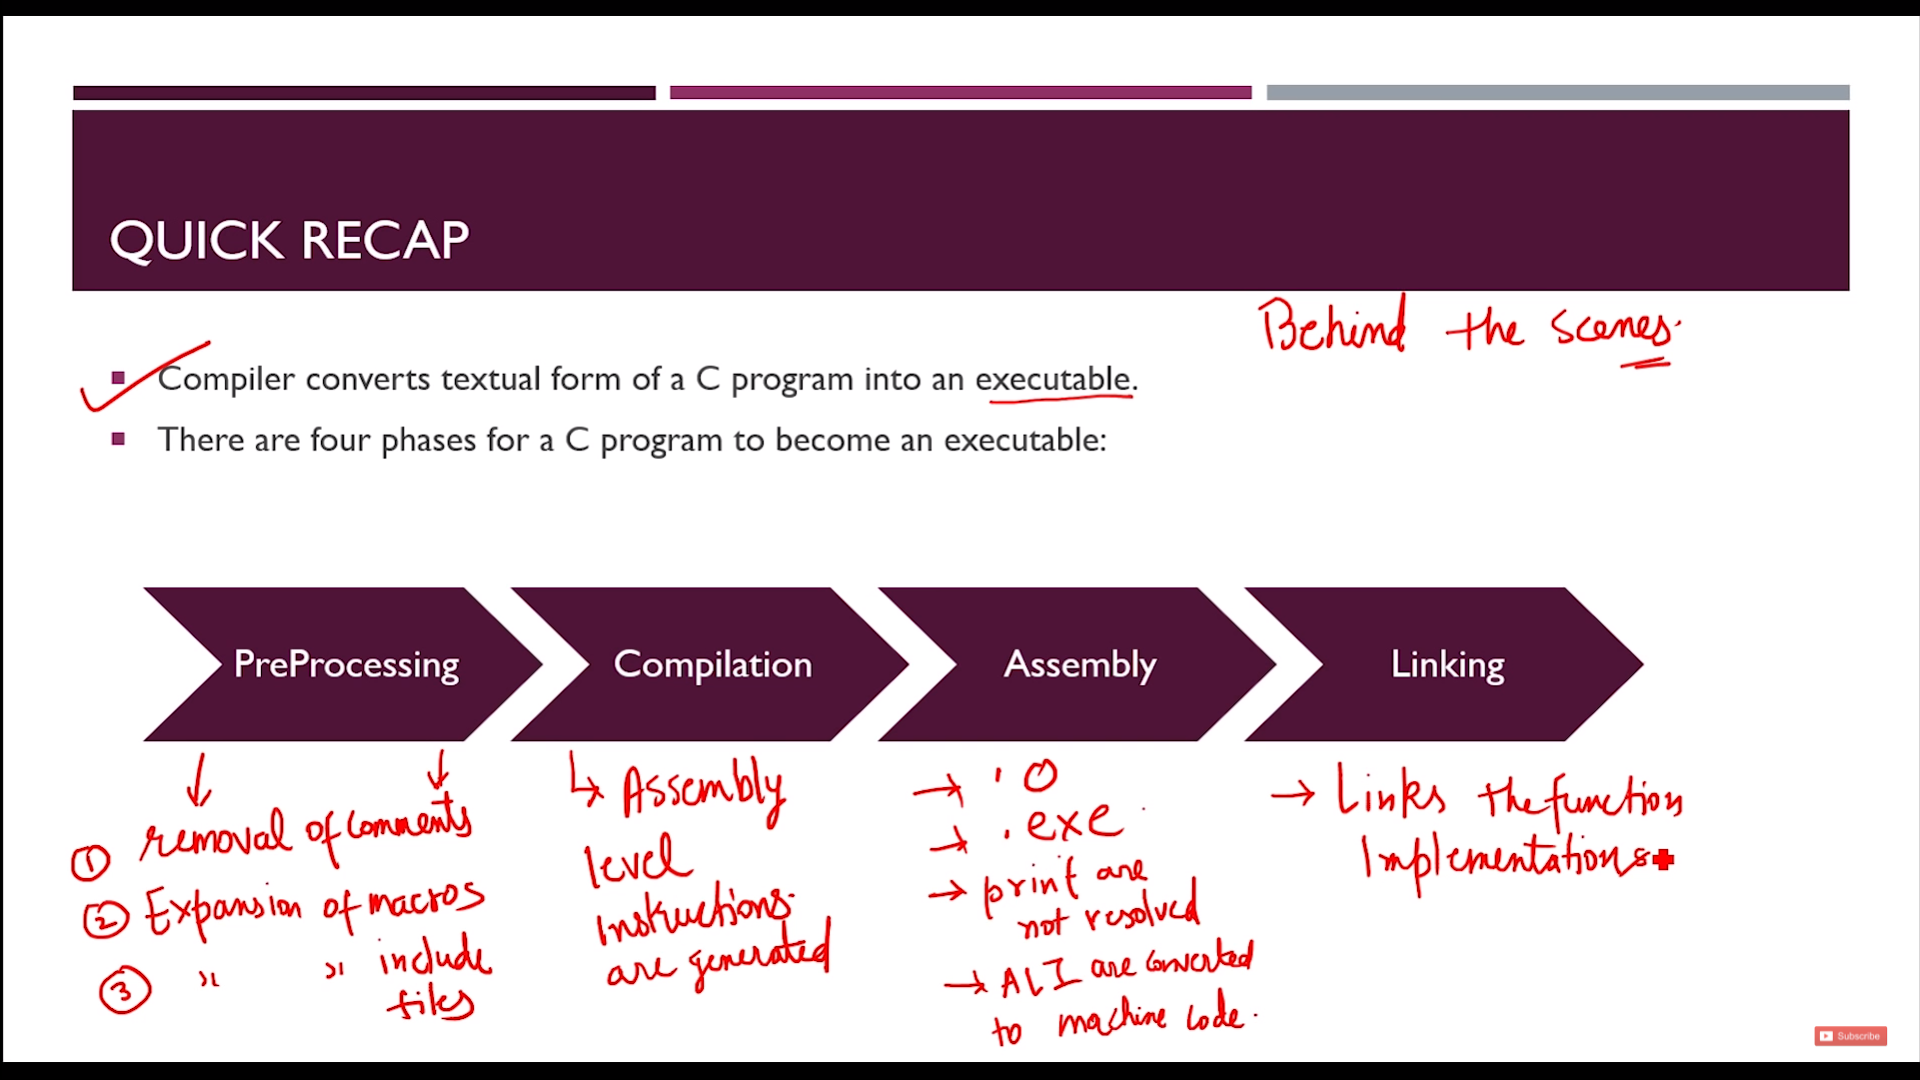 QUICK RECAP
Behind the scenes.
Compiler converts textual form of a C program into an executable.
There are four phases for a C program to become an executable:
PreProcessing
Compilation
Assembly
Linking
① removal of comments
② Expansion of macros
③ " " include
files
Assembly
level
instructions.
are generated
→ .o
→ .exe
→ print are
not resolved
→ ALI are converted
to machine code.
→ Links the function
Implementations
Subscribe